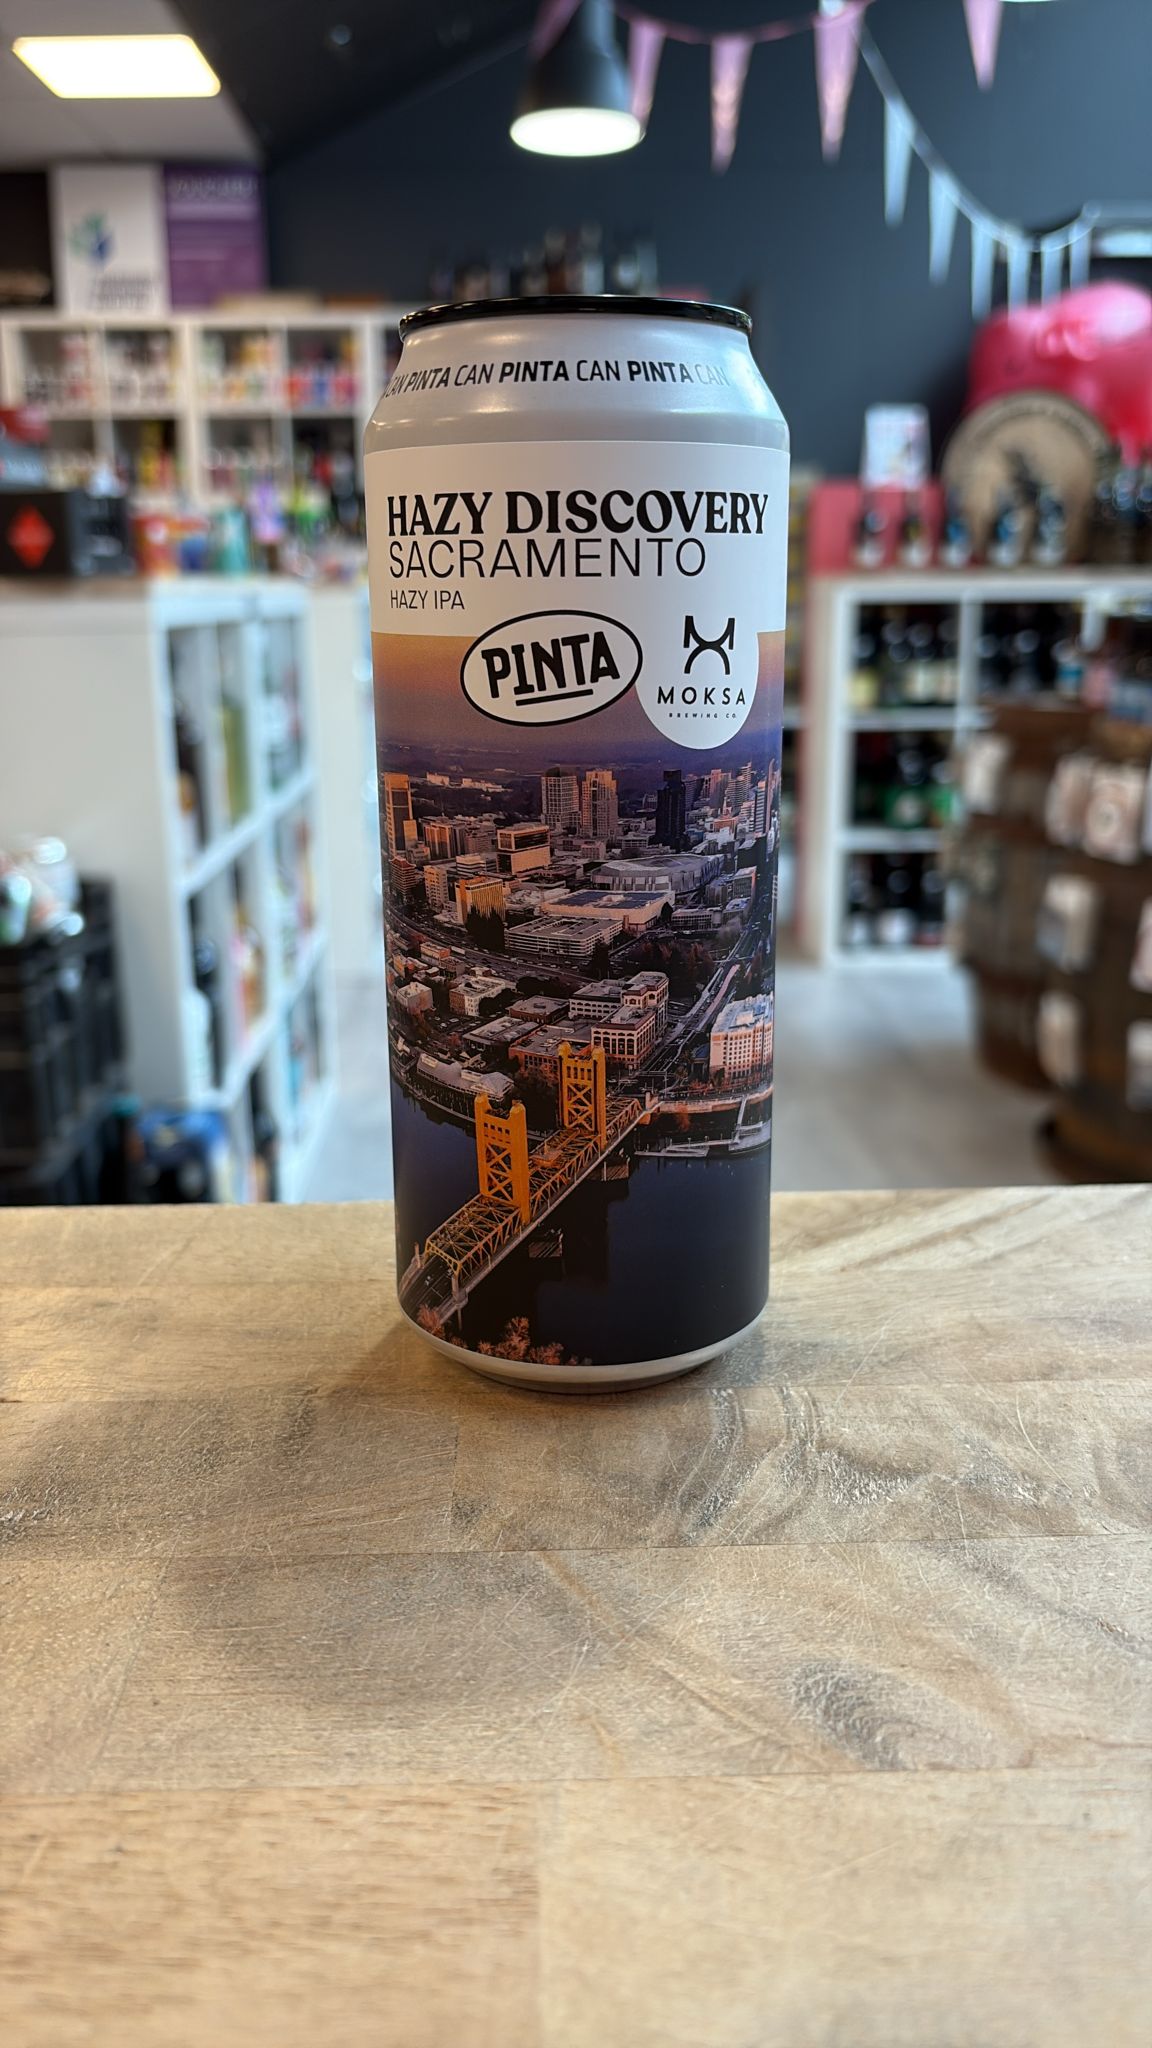 CAN PINTA CAN PINTA CAN PINTA CAN
HAZY DISCOVERY
SACRAMENTO
HAZY IPA
PINTA
MOKSA
BREWING CO.